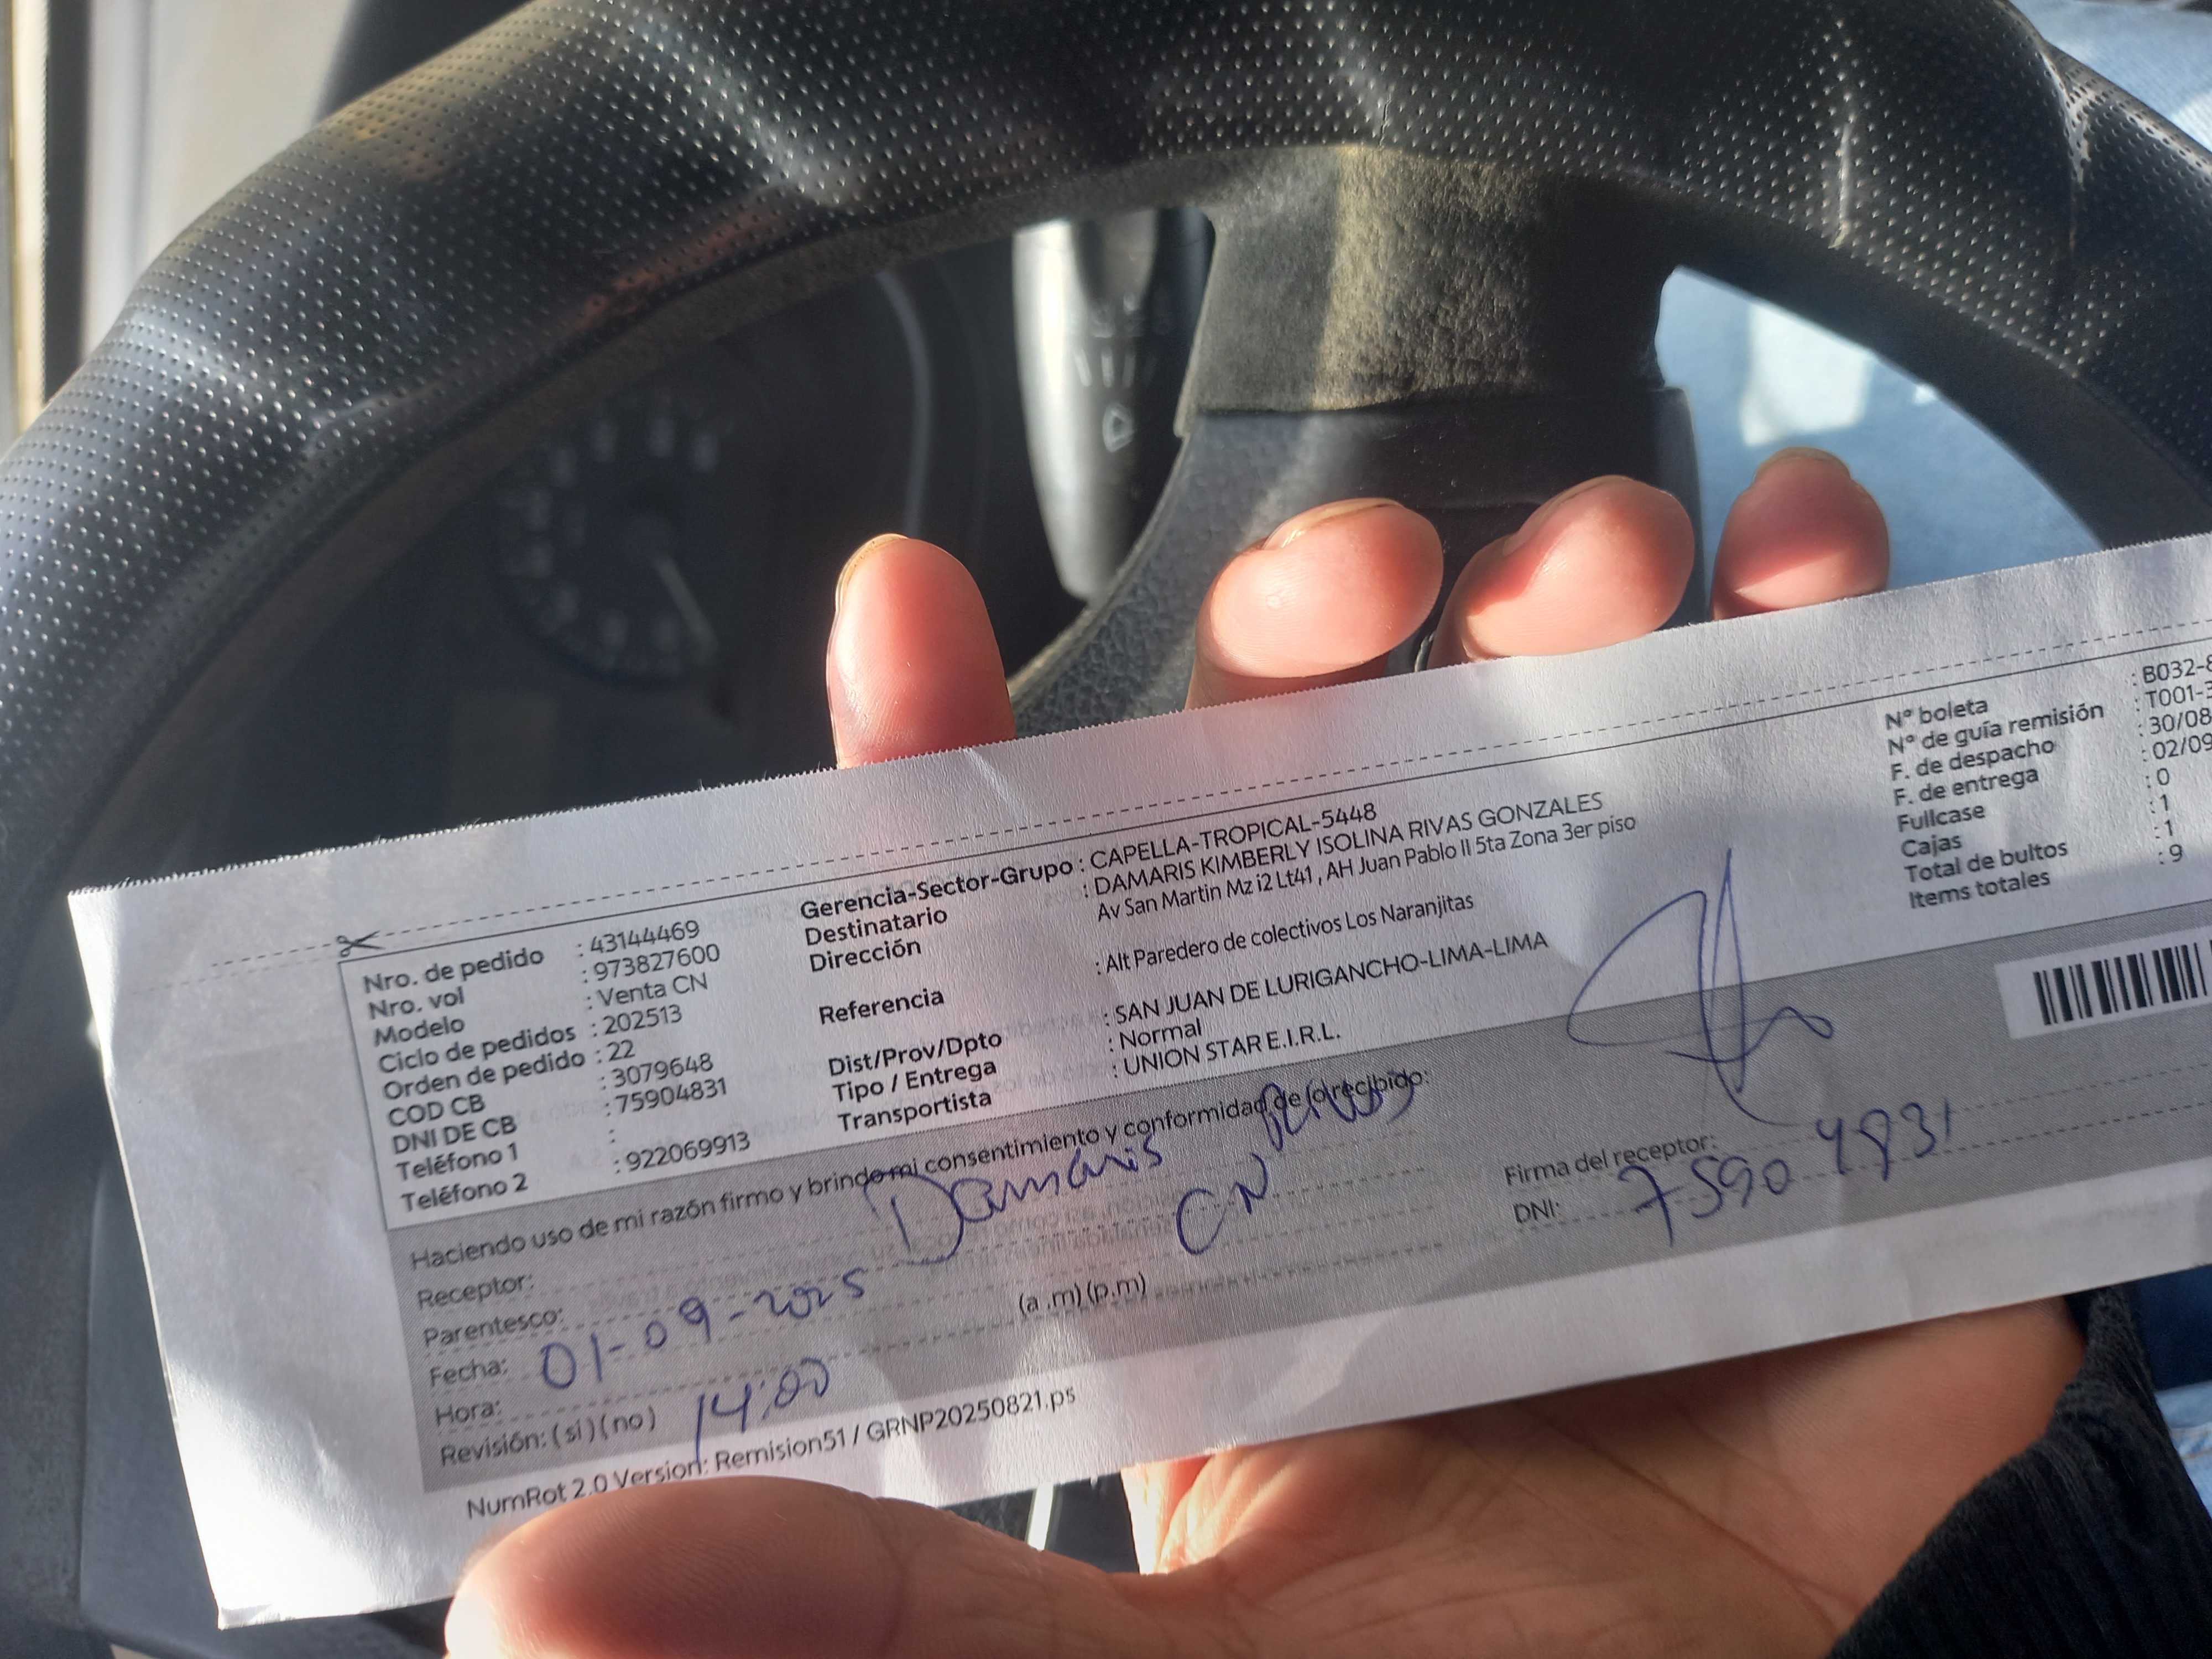 Nro. de pedido : 43144469
Nro. vol : 973827600
Modelo : Venta CN
Ciclo de pedidos : 202513
Orden de pedido : 22
COD CB : 3079648
DNI DE CB : 75904831
Teléfono 1 :
Teléfono 2 : 922069913
Gerencia-Sector-Grupo : CAPELLA-TROPICAL-5448
Destinatario : DAMARIS KIMBERLY ISOLINA RIVAS GONZALES
Dirección Av San Martin Mz i2 Lt41 , AH Juan Pablo II 5ta Zona 3er piso
Referencia : Alt Paredero de colectivos Los Naranjitas
Dist/Prov/Dpto : SAN JUAN DE LURIGANCHO-LIMA-LIMA
Tipo / Entrega : Normal
Transportista : UNION STAR E.I.R.L.
N° boleta : B032-8
N° de guía remisión : T001-3
F. de despacho : 30/08
F. de entrega : 02/09
Fullcase : 0
Cajas : 1
Total de bultos : 1
Items totales : 9
Haciendo uso de mi razón firmo y brindo mi consentimiento y conformidad de lo recibido:
Receptor: Damaris Rivas
Parentesco: CN
Fecha: 01-09-2025
Hora: 14:00 (a .m) (p.m)
Revisión: ( si ) ( no )
Firma del receptor:
DNI: 75904831
NumRot 2.0 Version: Remision51 / GRNP20250821.ps